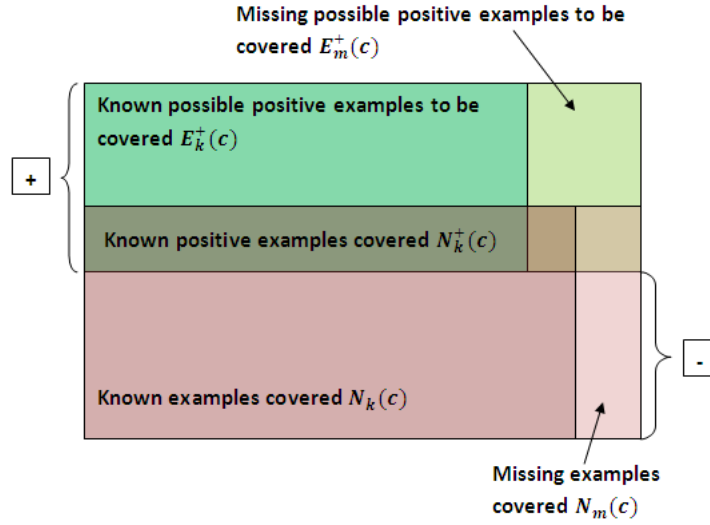 Missing possible positive examples to be
covered $E_m^+(c)$
Known possible positive examples to be
covered $E_k^+(c)$
+
Known positive examples covered $N_k^+(c)$
-
Known examples covered $N_k(c)$
Missing examples
covered $N_m(c)$